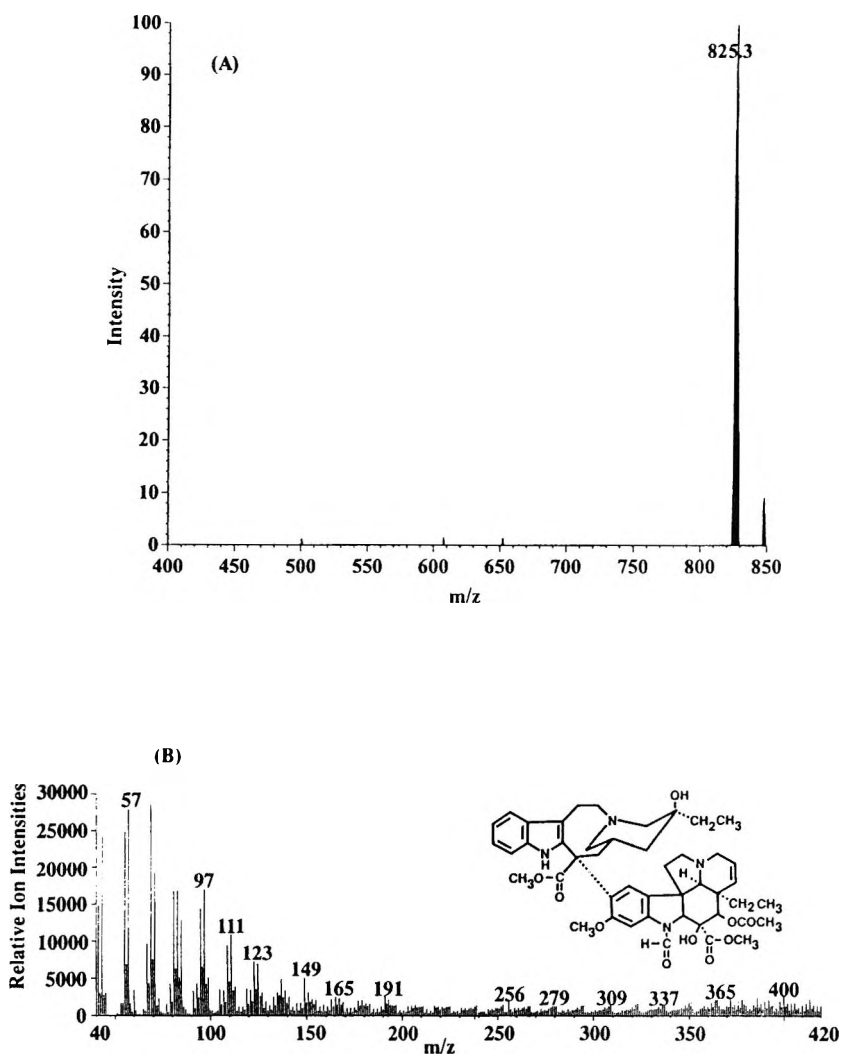 (A)
825.3
100
90
80
70
60
50
40
30
20
10
0
Intensity
400 450 500 550 600 650 700 750 800 850
m/z
(B)
Relative Ion Intensities
30000
25000
20000
15000
10000
5000
0
57
97
111
123
149
165
191
256
279
309
337
365
400
40 100 150 200 250 300 350 400 420
m/z
OH
N
CH₂CH₃
N
H
CH₃O-C
O
N
H
CH₂CH₃
MeO
N
OCOCH₃
H-C
O
HO
C-OCH₃
O